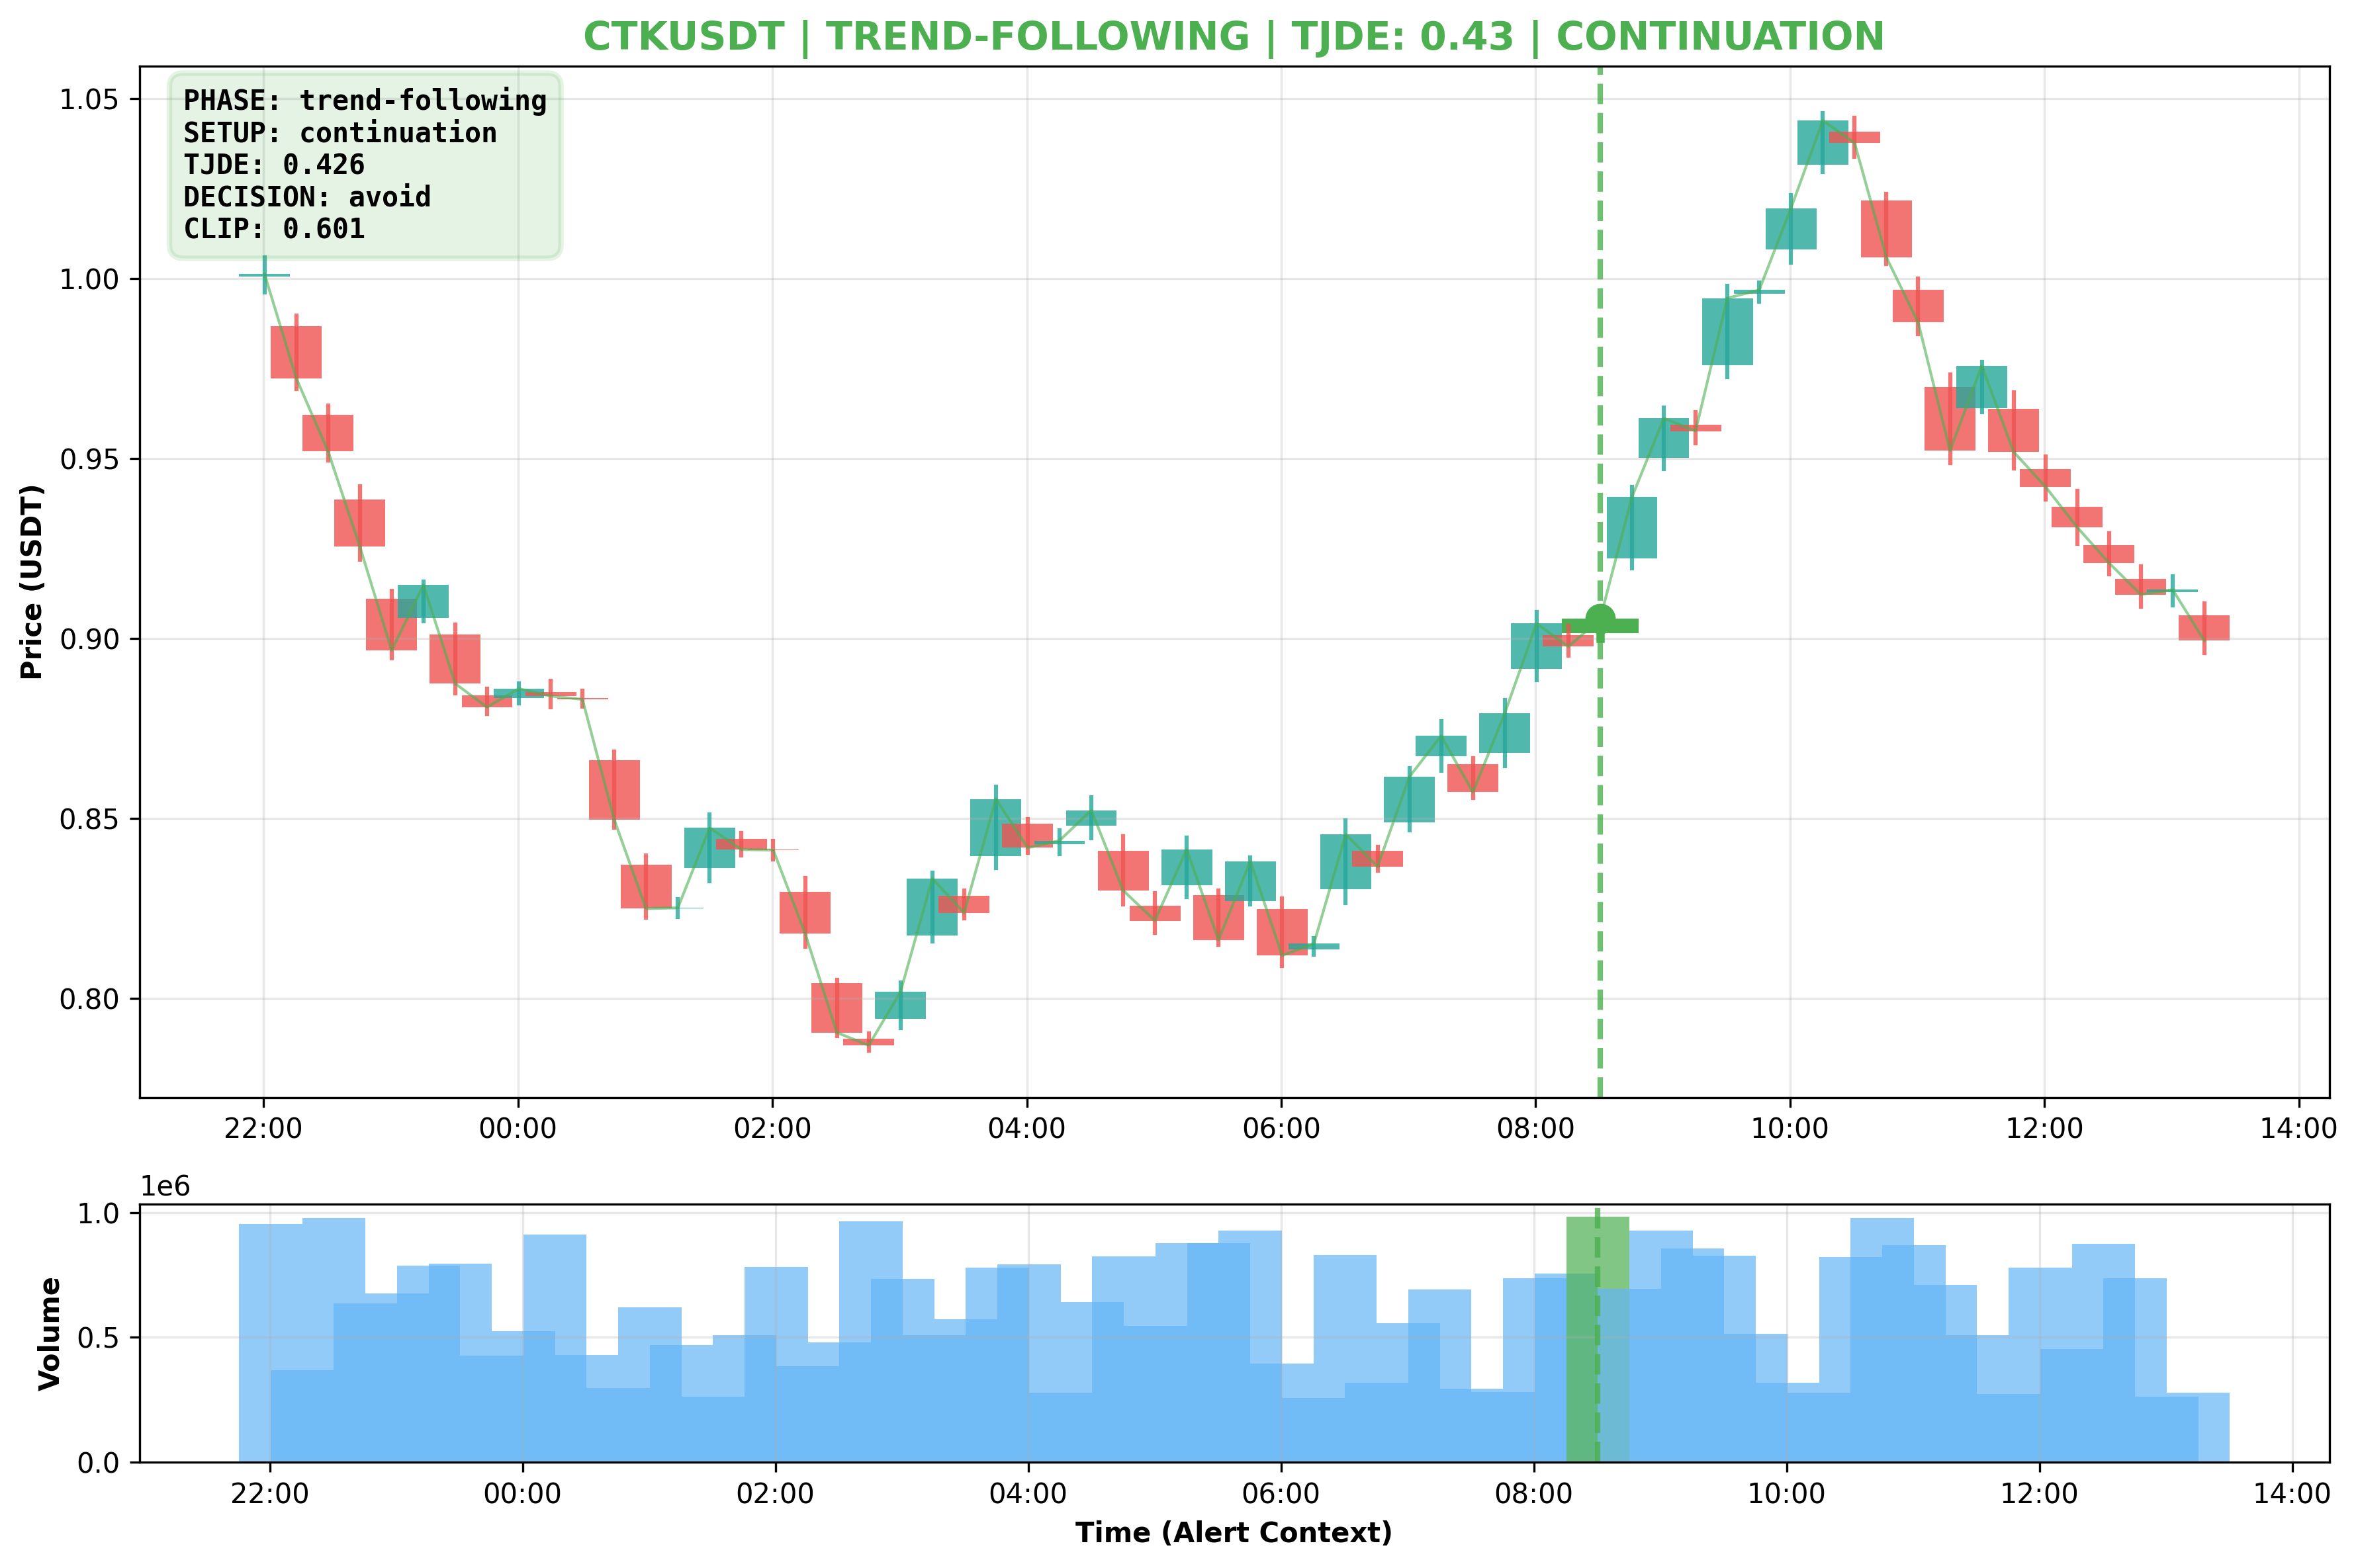 CTKUSDT | TREND-FOLLOWING | TJDE: 0.43 | CONTINUATION
PHASE: trend-following
SETUP: continuation
TJDE: 0.426
DECISION: avoid
CLIP: 0.601
Price (USDT)
1.05
1.00
0.95
0.90
0.85
0.80
22:00 00:00 02:00 04:00 06:00 08:00 10:00 12:00 14:00
1e6
Volume
1.0
0.5
0.0
22:00 00:00 02:00 04:00 06:00 08:00 10:00 12:00 14:00
Time (Alert Context)